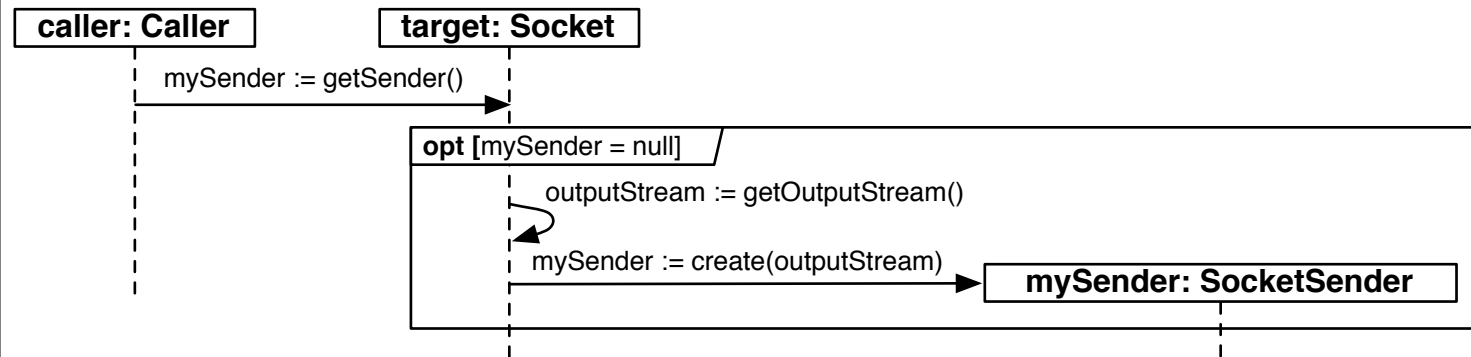 caller: Caller
target: Socket
mySender := getSender()
opt [mySender = null]
outputStream := getOutputStream()
mySender := create(outputStream)
mySender: SocketSender